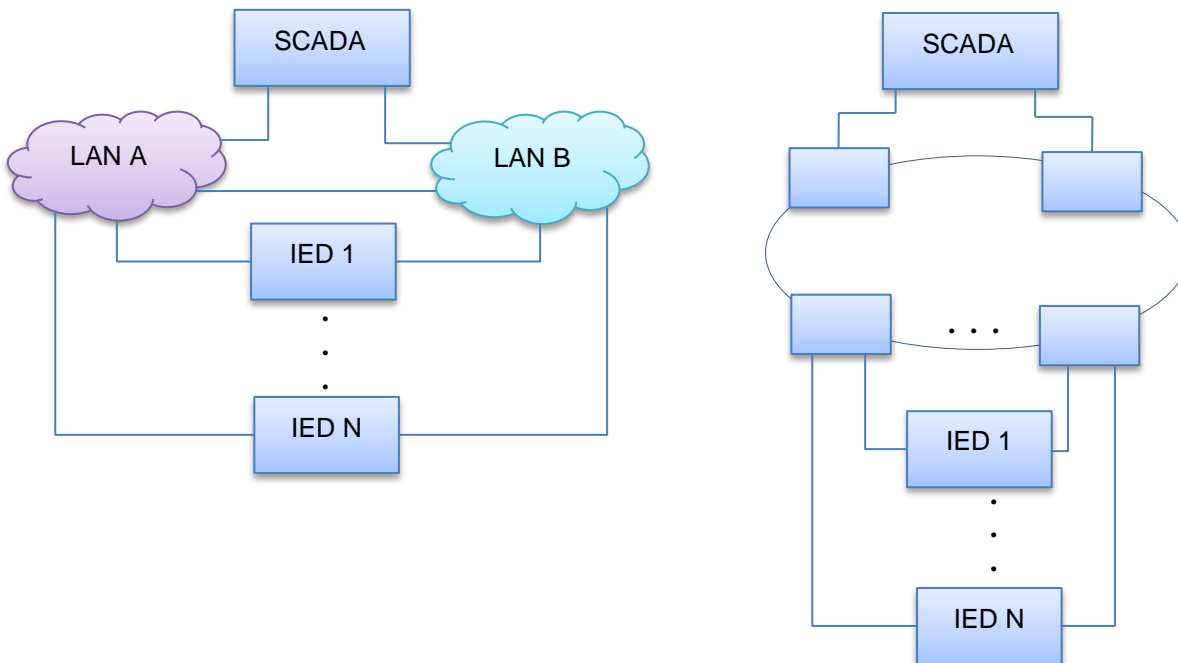 SCADA
LAN A
LAN B
IED 1
.
.
.
IED N
SCADA
. . .
IED 1
.
.
.
IED N